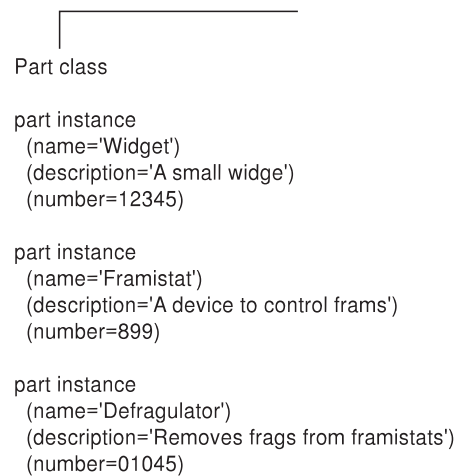 Part class
part instance
(name='Widget')
(description='A small widge')
(number=12345)
part instance
(name='Framistat')
(description='A device to control frams')
(number=899)
part instance
(name='Defragulator')
(description='Removes frags from framistats')
(number=01045)